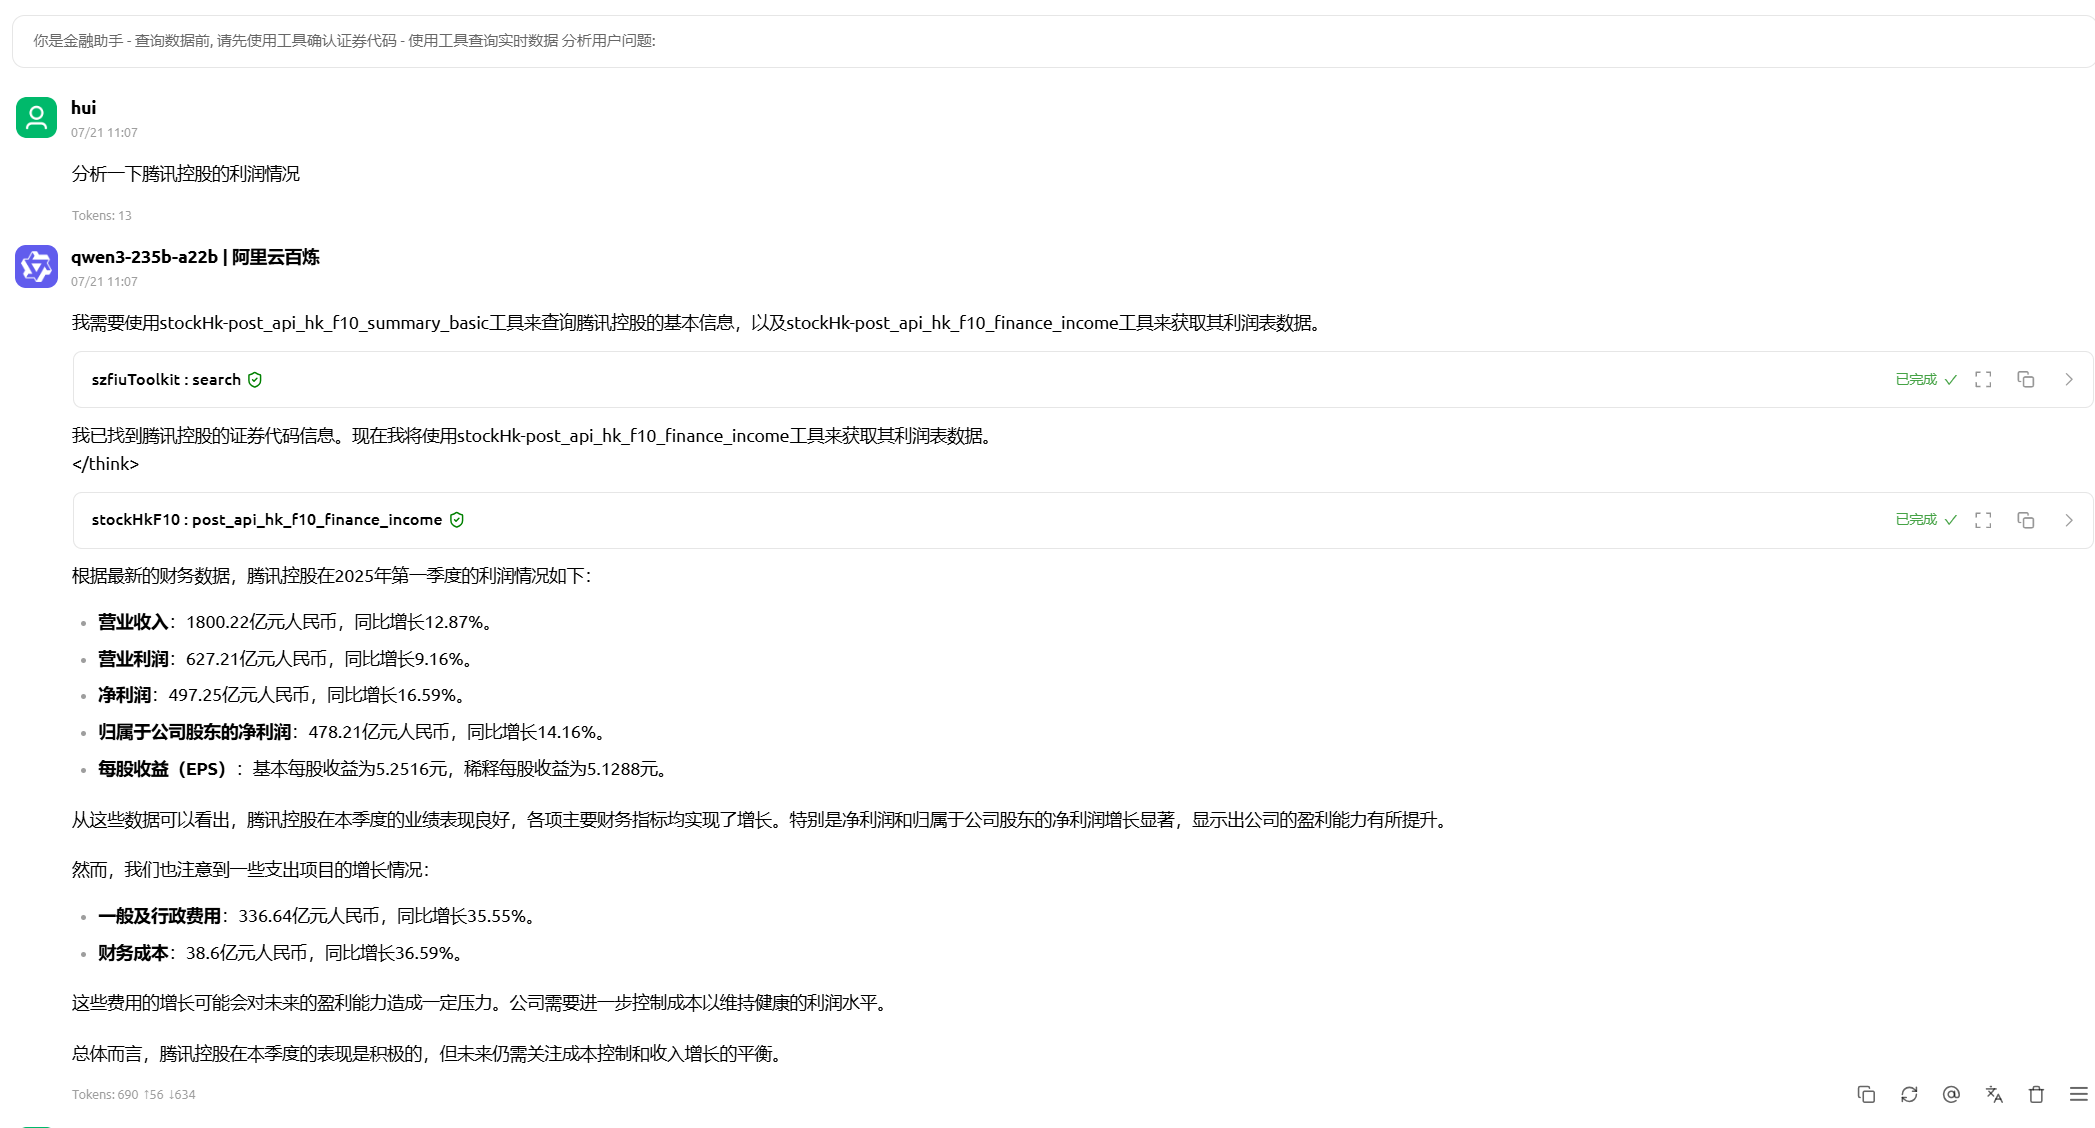 你是金融助手 - 查询数据前, 请先使用工具确认证券代码 - 使用工具查询实时数据 分析用户问题:
hui
07/21 11:07
分析一下腾讯控股的利润情况
Tokens: 13
qwen3-235b-a22b | 阿里云百炼
07/21 11:07
我需要使用stockHk-post_api_hk_f10_summary_basic工具来查询腾讯控股的基本信息，以及stockHk-post_api_hk_f10_finance_income工具来获取其利润表数据。
szfiuToolkit : search 已完成
我已找到腾讯控股的证券代码信息。现在我将使用stockHk-post_api_hk_f10_finance_income工具来获取其利润表数据。
</think>
stockHkF10 : post_api_hk_f10_finance_income 已完成
根据最新的财务数据，腾讯控股在2025年第一季度的利润情况如下：
• 营业收入：1800.22亿元人民币，同比增长12.87%。
• 营业利润：627.21亿元人民币，同比增长9.16%。
• 净利润：497.25亿元人民币，同比增长16.59%。
• 归属于公司股东的净利润：478.21亿元人民币，同比增长14.16%。
• 每股收益（EPS）：基本每股收益为5.2516元，稀释每股收益为5.1288元。
从这些数据可以看出，腾讯控股在本季度的业绩表现良好，各项主要财务指标均实现了增长。特别是净利润和归属于公司股东的净利润增长显著，显示出公司的盈利能力有所提升。
然而，我们也注意到一些支出项目的增长情况：
• 一般及行政费用：336.64亿元人民币，同比增长35.55%。
• 财务成本：38.6亿元人民币，同比增长36.59%。
这些费用的增长可能会对未来的盈利能力造成一定压力。公司需要进一步控制成本以维持健康的利润水平。
总体而言，腾讯控股在本季度的表现是积极的，但未来仍需关注成本控制和收入增长的平衡。
Tokens: 690 ↑56 ↓634